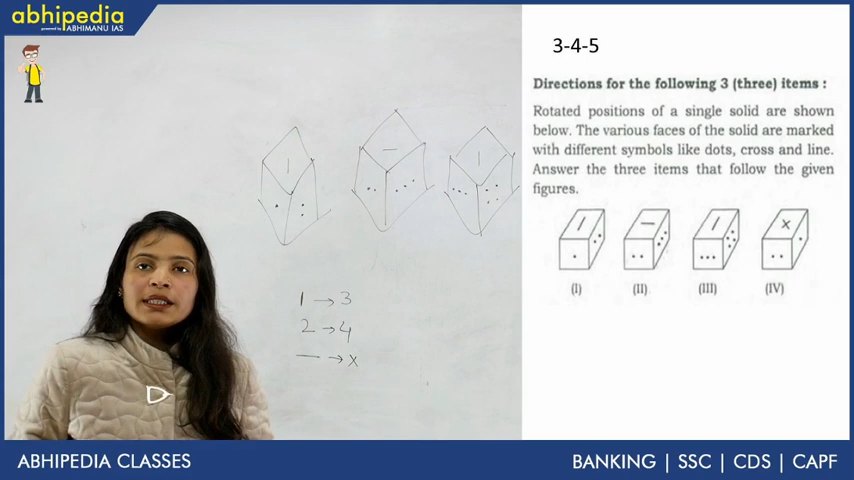 abhipedia
powered by ABHIMANU IAS
3-4-5
Directions for the following 3 (three) items :
Rotated positions of a single solid are shown
below. The various faces of the solid are marked
with different symbols like dots, cross and line.
Answer the three items that follow the given
figures.
x
(I) (II) (III) (IV)
1 → 3
2 → 4
— → x
ABHIPEDIA CLASSES
BANKING | SSC | CDS | CAPF